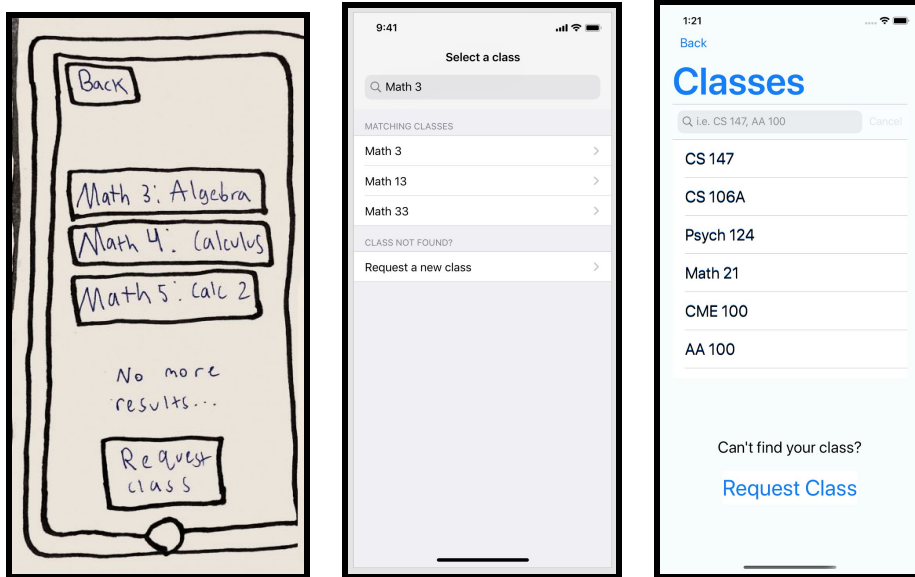 Back
Math 3: Algebra
Math 4: Calculus
Math 5: Calc 2
No more
results...
Request
class
9:41
Select a class
Math 3
MATCHING CLASSES
Math 3
Math 13
Math 33
CLASS NOT FOUND?
Request a new class
1:21
Back
Classes
i.e. CS 147, AA 100
Cancel
CS 147
CS 106A
Psych 124
Math 21
CME 100
AA 100
Can't find your class?
Request Class